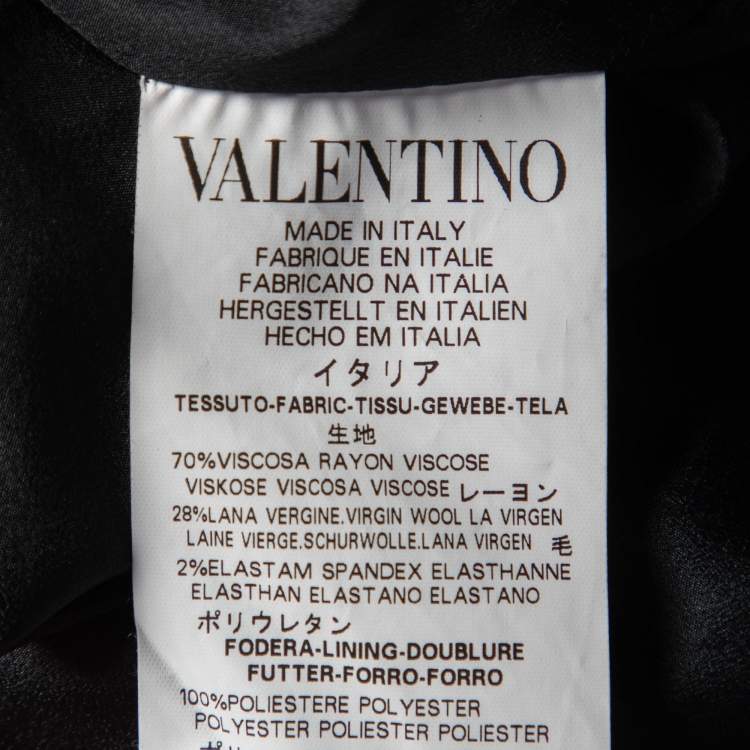 VALENTINO
MADE IN ITALY
FABRIQUE EN ITALIE
FABRICANO NA ITALIA
HERGESTELLT EN ITALIEN
HECHO EM ITALIA
イタリア
TESSUTO-FABRIC-TISSU-GEWEBE-TELA
生地
70%VISCOSA RAYON VISCOSE
VISKOSE VISCOSA VISCOSE レーヨン
28%LANA VERGINE.VIRGIN WOOL LA VIRGEN
LAINE VIERGE.SCHURWOLLE.LANA VIRGEN 毛
2%ELASTAM SPANDEX ELASTHANNE
ELASTHAN ELASTANO ELASTANO
ポリウレタン
FODERA-LINING-DOUBLURE
FUTTER-FORRO-FORRO
100%POLIESTERE POLYESTER
POLYESTER POLIESTER POLIESTER